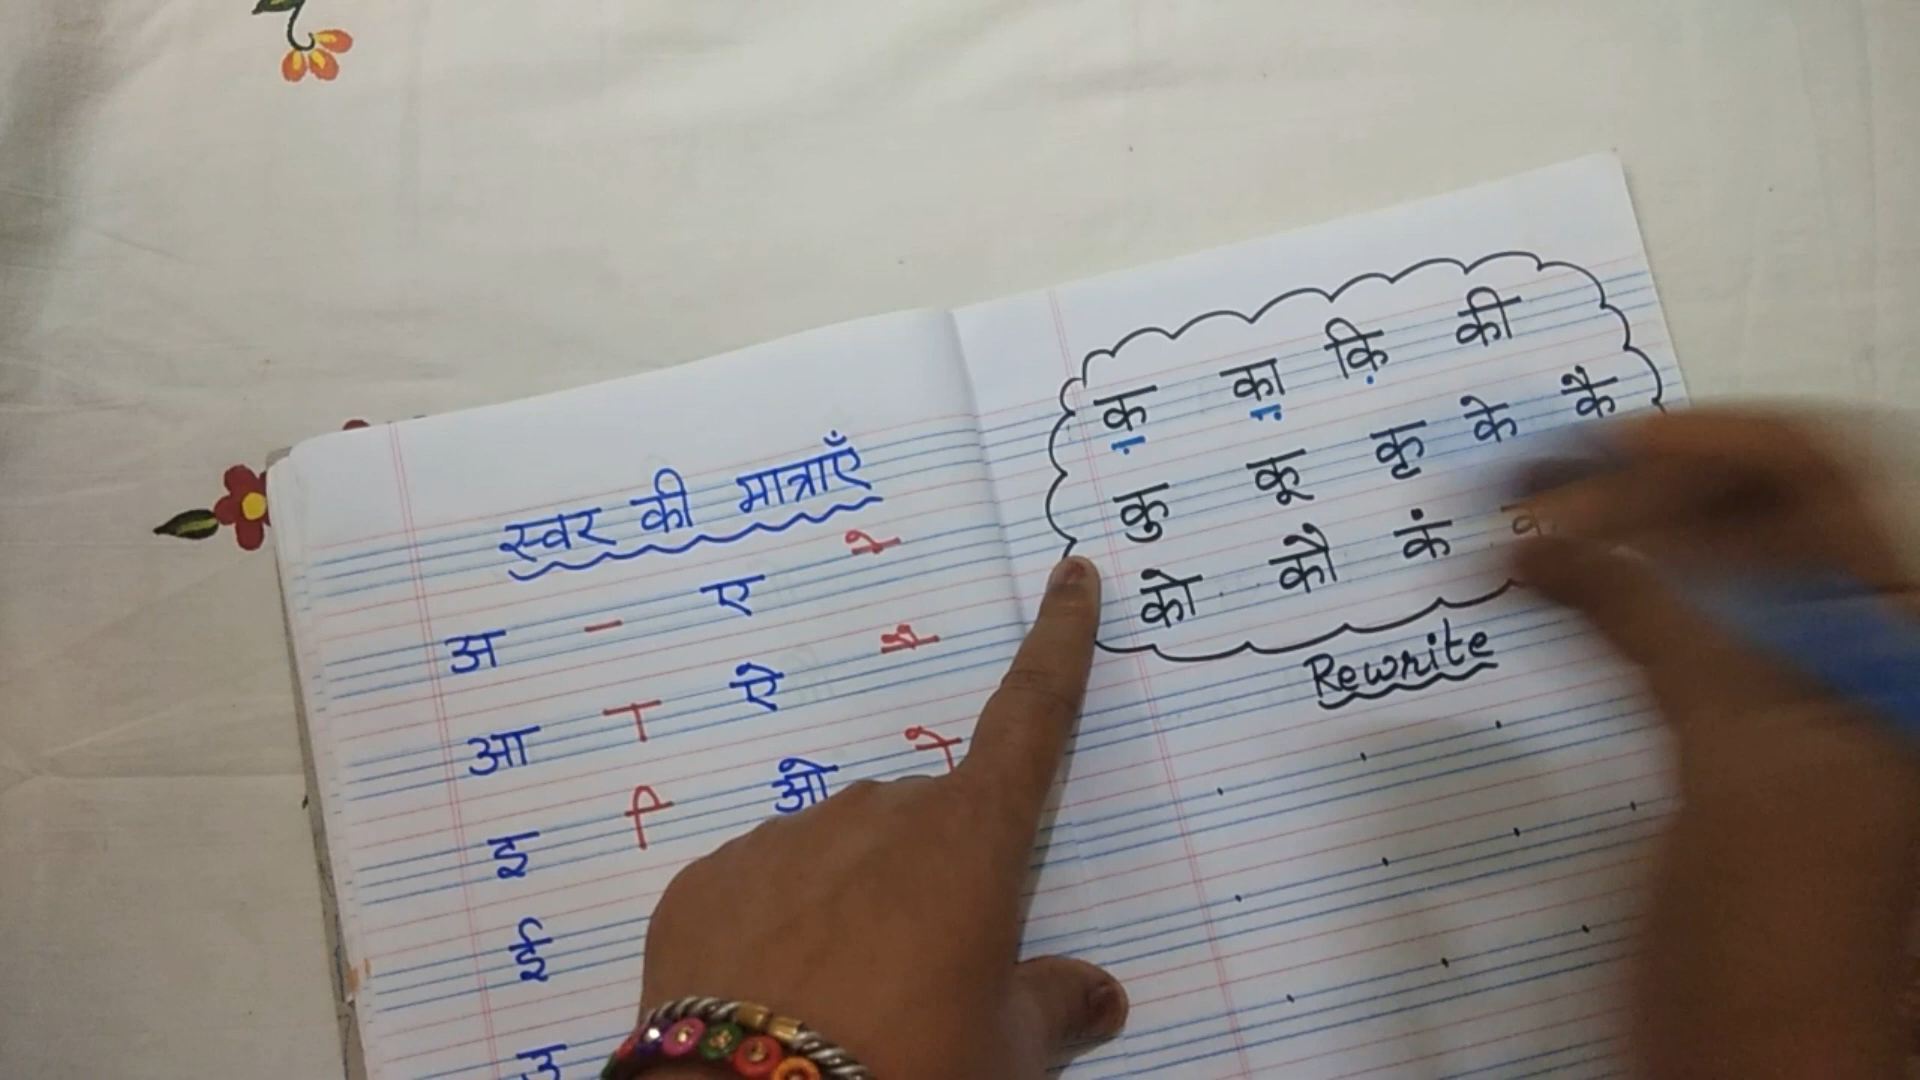 स्वर की मात्राएँ
अ - ए े
आ ा ऐ ै
इ ि ओ ो
ई
उ
क का कि की
कु कू कृ के कै
को कौ कं
Rewrite